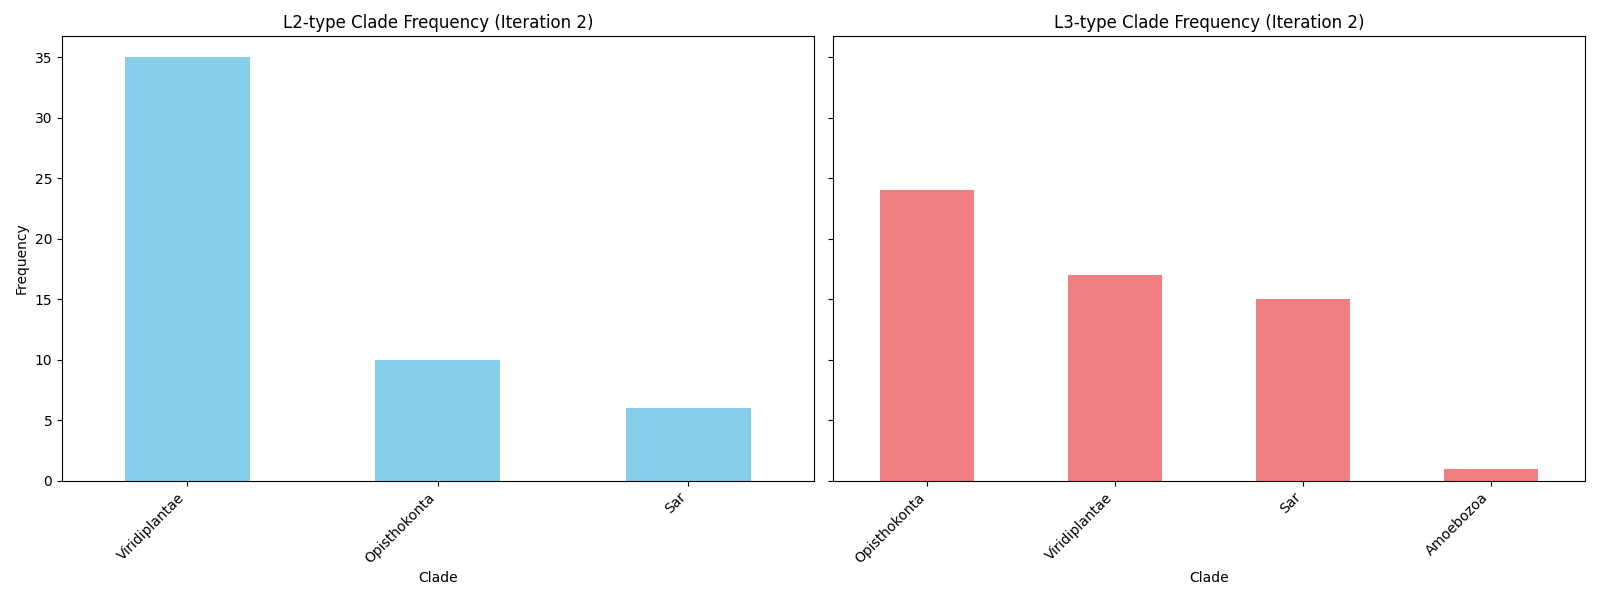 L2-type Clade Frequency (Iteration 2)
Frequency
35
30
25
20
15
10
5
0
Viridiplantae
Opisthokonta
Sar
Clade
L3-type Clade Frequency (Iteration 2)
Opisthokonta
Viridiplantae
Sar
Amoebozoa
Clade